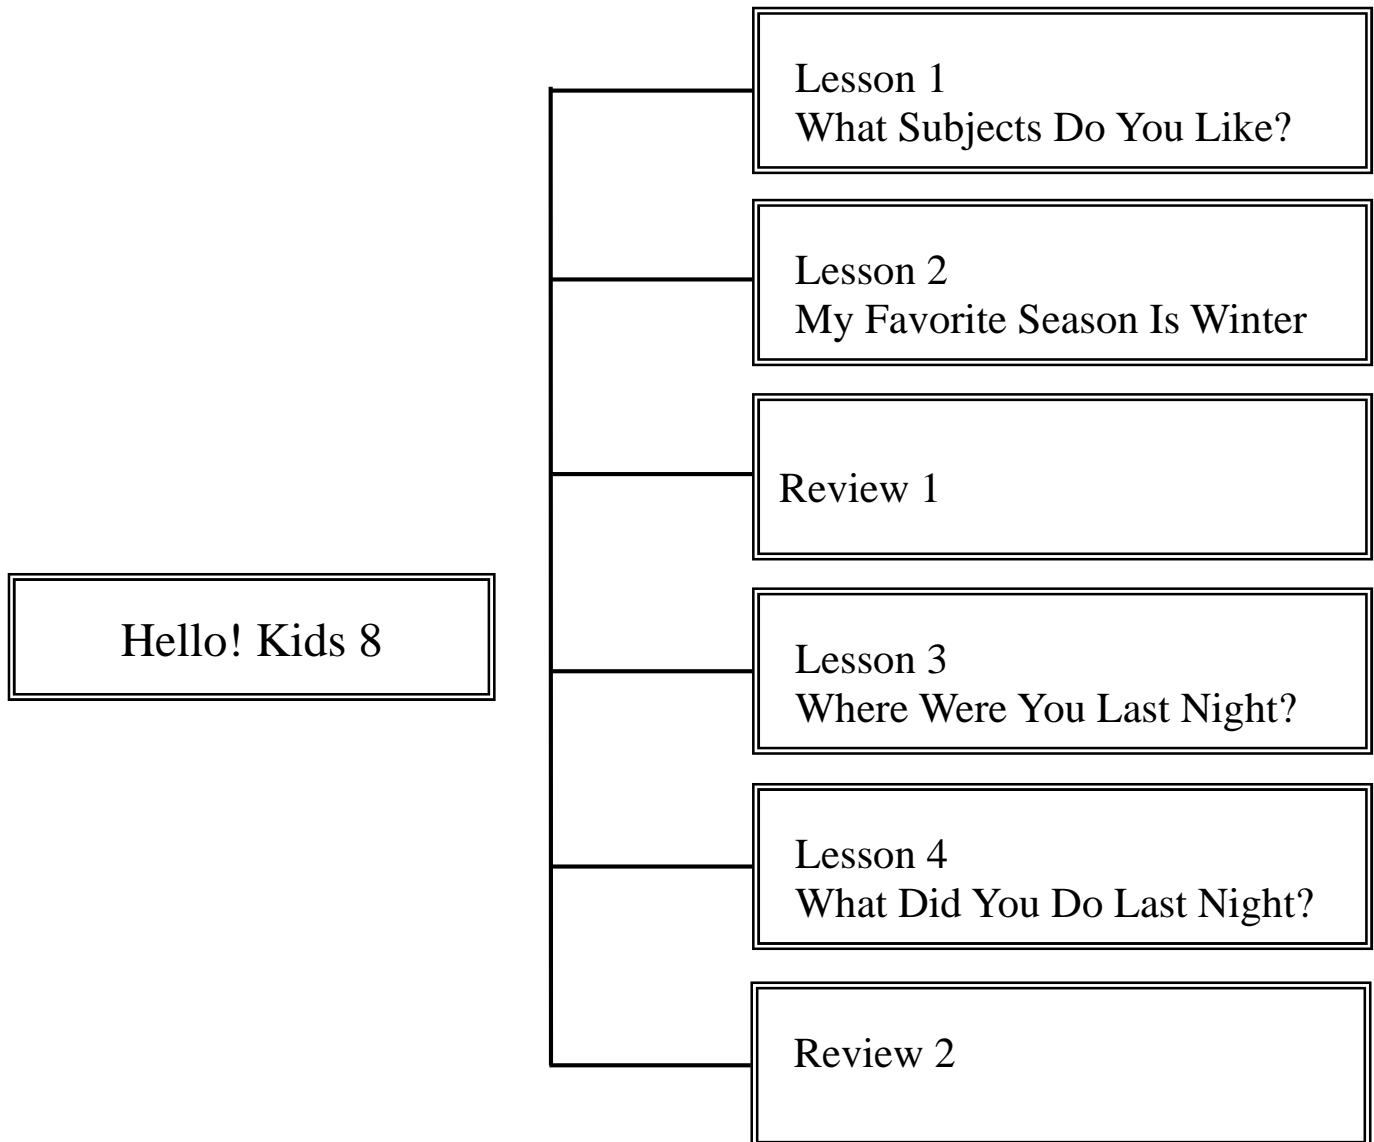 Hello! Kids 8
Lesson 1
What Subjects Do You Like?
Lesson 2
My Favorite Season Is Winter
Review 1
Lesson 3
Where Were You Last Night?
Lesson 4
What Did You Do Last Night?
Review 2